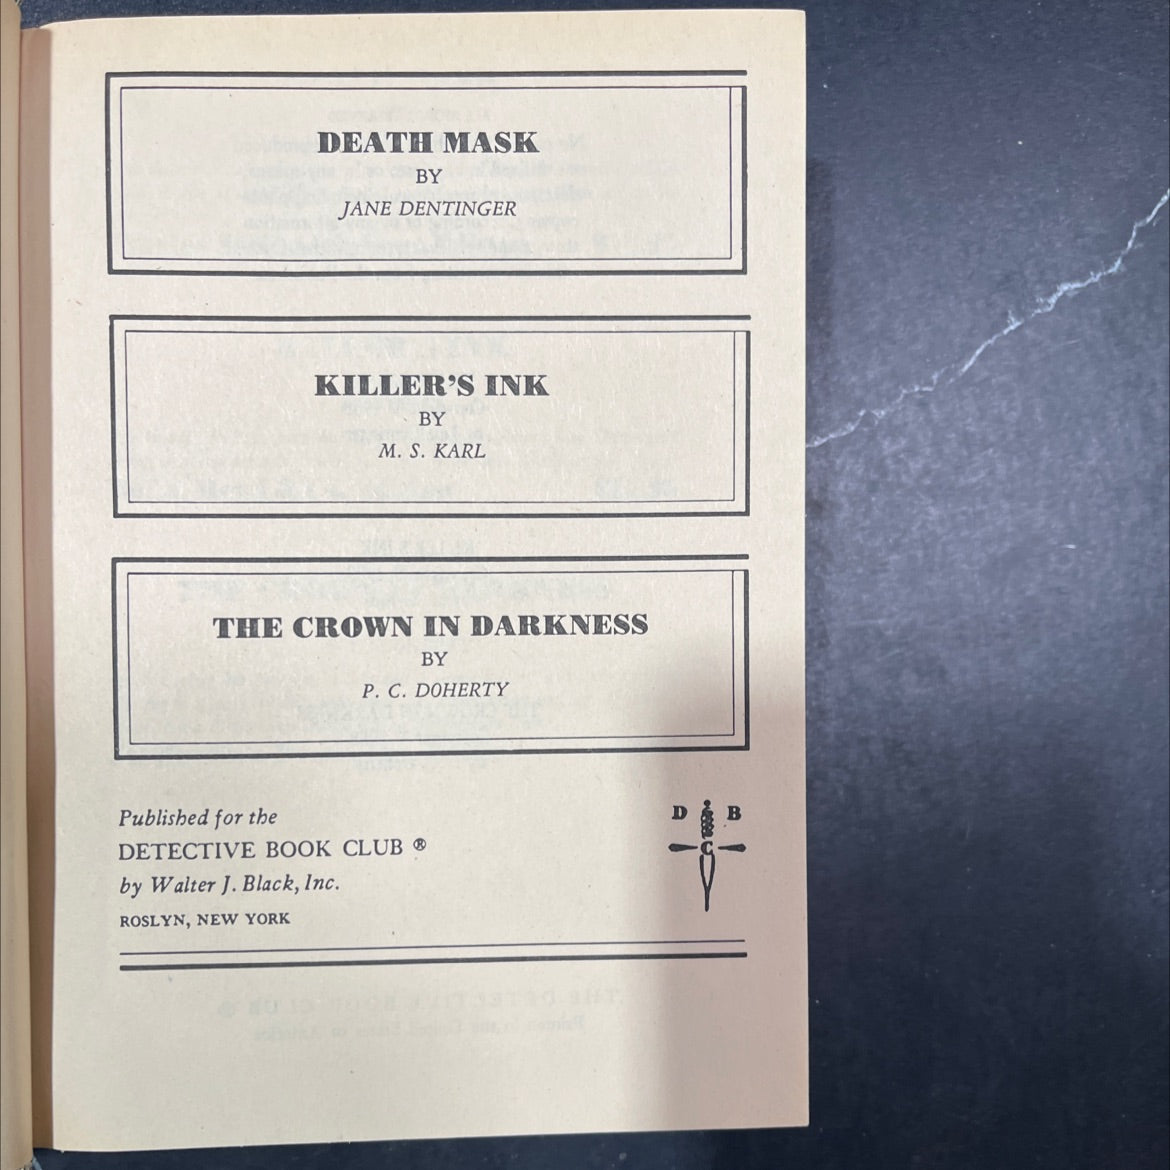 DEATH MASK
BY
JANE DENTINGER
KILLER'S INK
BY
M. S. KARL
THE CROWN IN DARKNESS
BY
P. C. DOHERTY
Published for the
DETECTIVE BOOK CLUB ®
by Walter J. Black, Inc.
ROSLYN, NEW YORK
D B
C